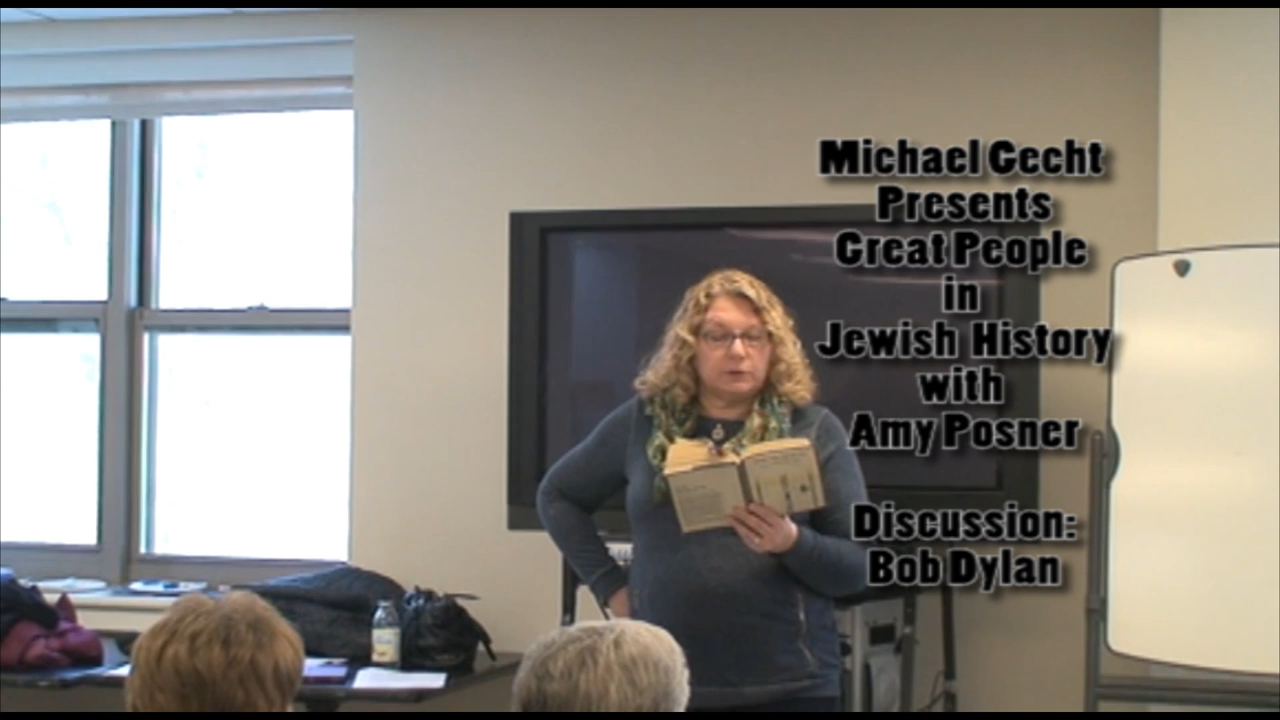 Michael Gecht
Presents
Great People
in
Jewish History
with
Amy Posner
Discussion:
Bob Dylan